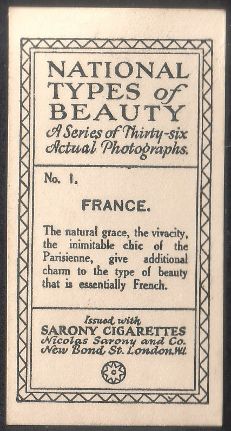 NATIONAL
TYPES of
BEAUTY
A Series of Thirty-six
Actual Photographs.
No. 1.
FRANCE.
The natural grace, the vivacity,
the inimitable chic of the
Parisienne, give additional
charm to the type of beauty
that is essentially French.
Issued with
SARONY CIGARETTES
Nicolas Sarony and Co.
New Bond St. London.W.1.